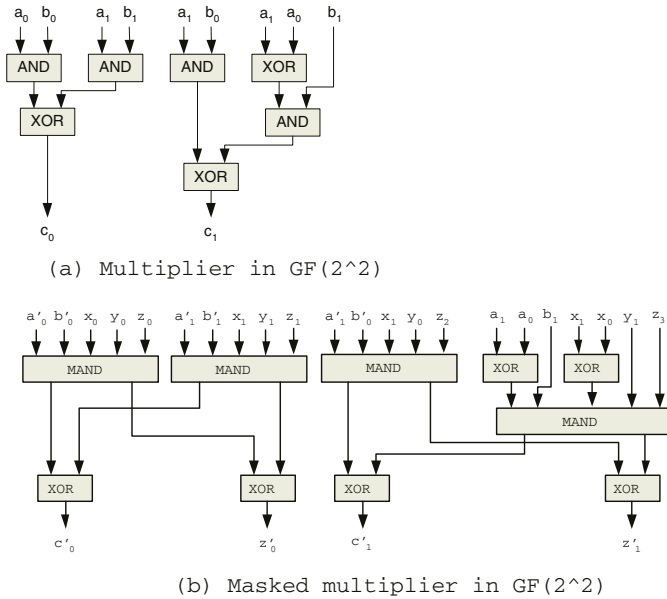 a₀ b₀ a₁ b₁ a₁ b₀ a₁ a₀ b₁
AND AND AND XOR
XOR AND
XOR
c₀ c₁
(a) Multiplier in GF(2^2)
a'₀ b'₀ x₀ y₀ z₀ a'₁ b'₁ x₁ y₁ z₁ a'₁ b'₀ x₁ y₀ z₂ a₁ a₀ b₁ x₁ x₀ y₁ z₃
MAND MAND MAND XOR XOR
MAND
XOR XOR XOR XOR
c'₀ z'₀ c'₁ z'₁
(b) Masked multiplier in GF(2^2)